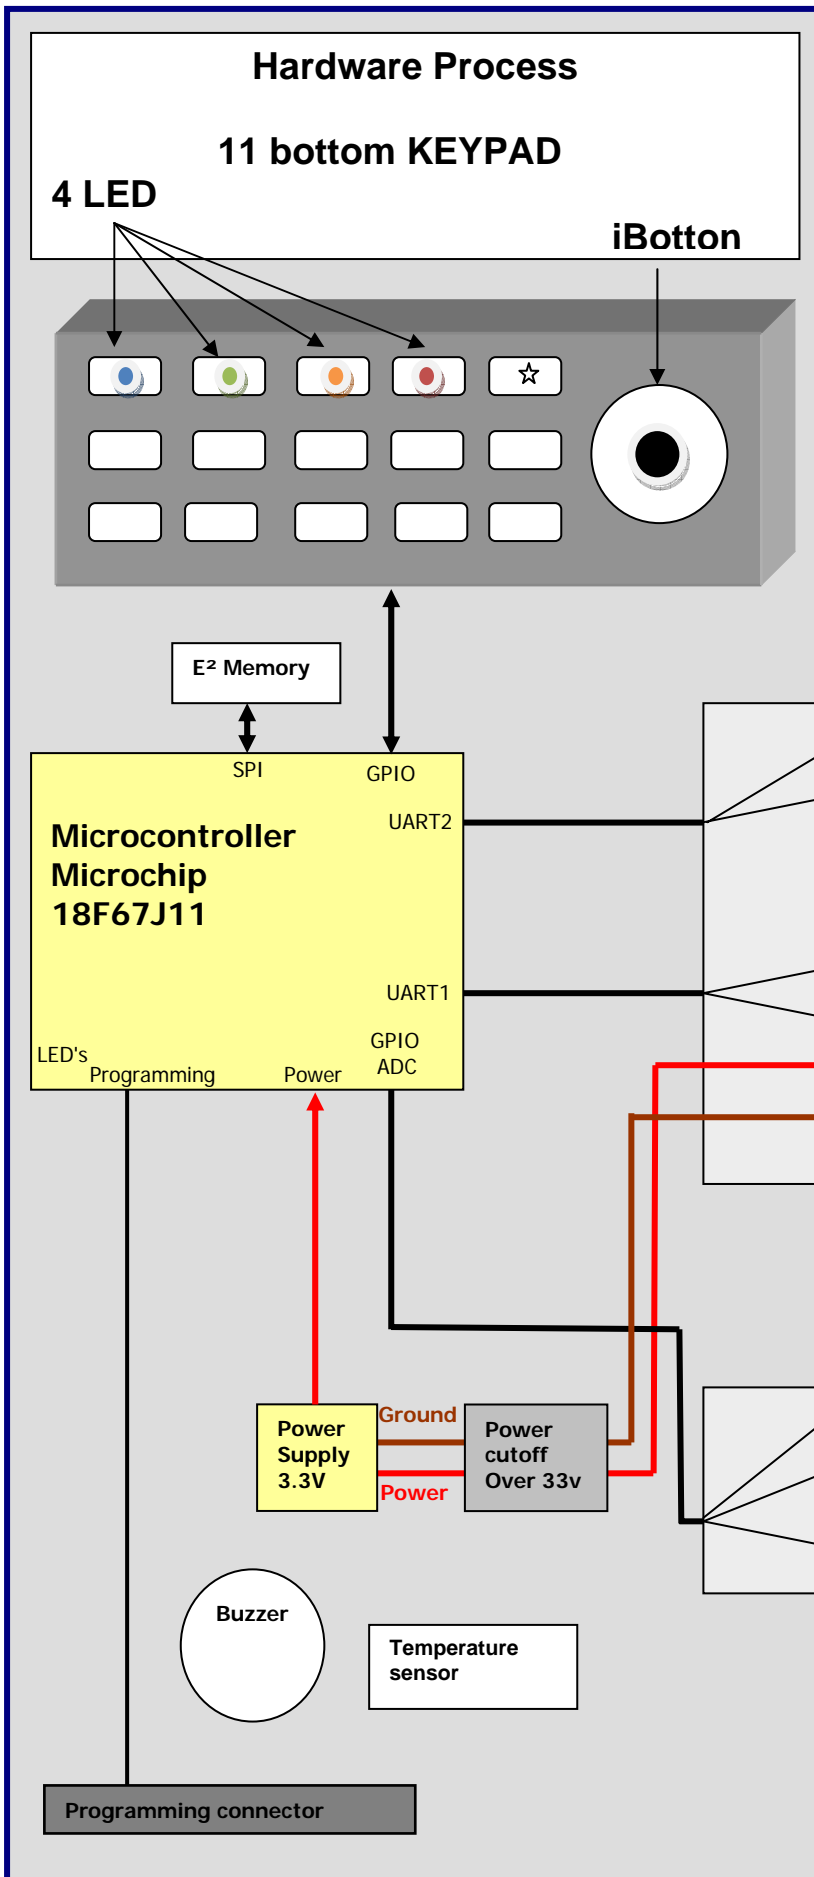 Hardware Process
11 bottom KEYPAD
4 LED
iBotton
E² Memory
SPI
GPIO
UART2
Microcontroller
Microchip
18F67J11
UART1
GPIO
ADC
LED's
Programming
Power
Ground
Power
Supply
3.3V
Power
cutoff
Over 33v
Power
Buzzer
Temperature
sensor
Programming connector